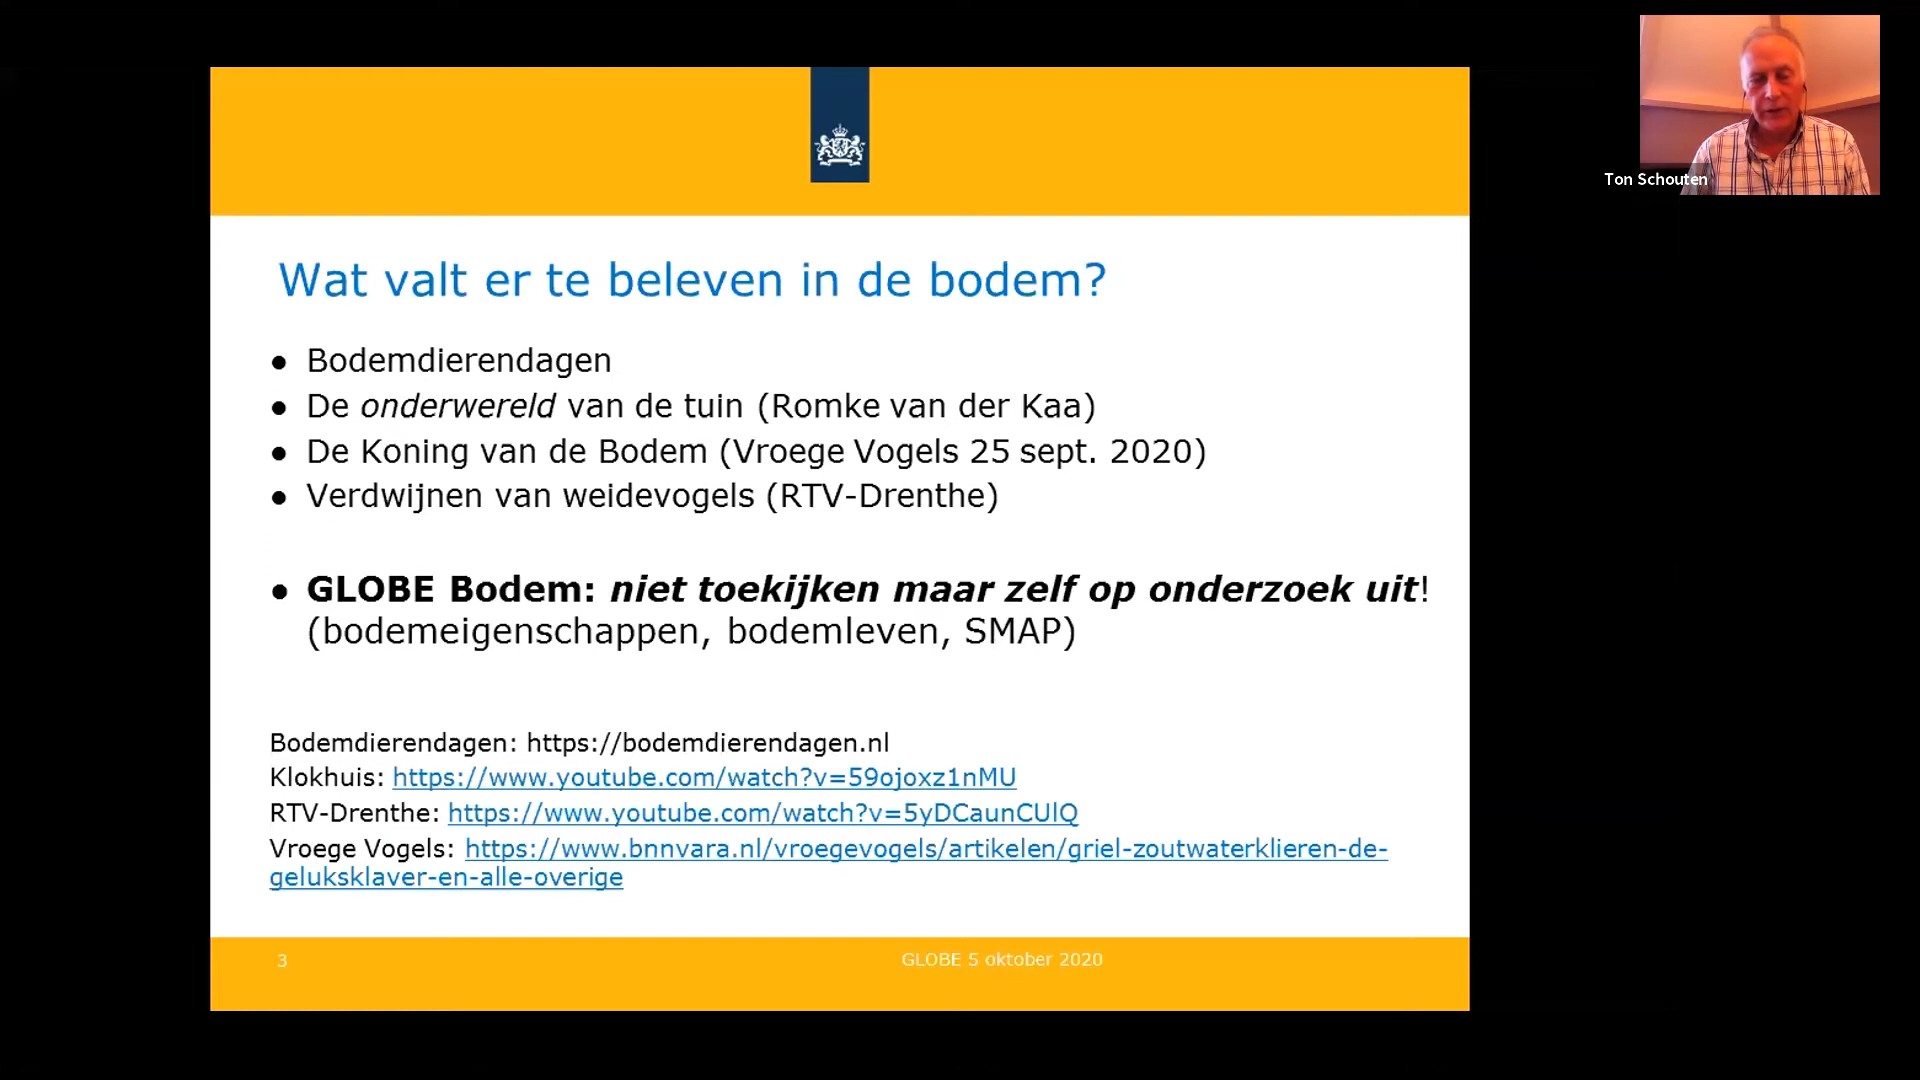 Ton Schouten
Wat valt er te beleven in de bodem?
• Bodemdierendagen
• De onderwereld van de tuin (Romke van der Kaa)
• De Koning van de Bodem (Vroege Vogels 25 sept. 2020)
• Verdwijnen van weidevogels (RTV-Drenthe)
• GLOBE Bodem: niet toekijken maar zelf op onderzoek uit!
(bodemeigenschappen, bodemleven, SMAP)
Bodemdierendagen: https://bodemdierendagen.nl
Klokhuis: https://www.youtube.com/watch?v=59ojoxz1nMU
RTV-Drenthe: https://www.youtube.com/watch?v=5yDCaunCUlQ
Vroege Vogels: https://www.bnnvara.nl/vroegevogels/artikelen/griel-zoutwaterklieren-de-
geluksklaver-en-alle-overige
3
GLOBE 5 oktober 2020